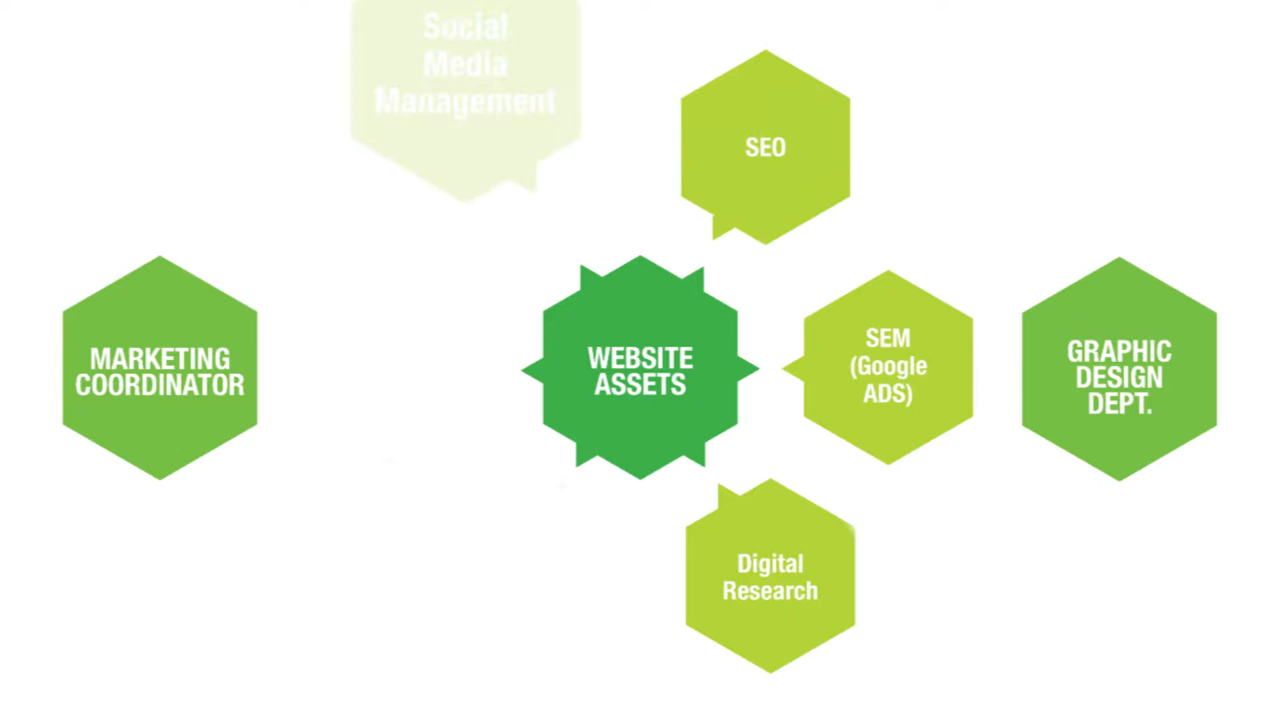 Social
Media
Management
SEO
MARKETING
COORDINATOR
WEBSITE
ASSETS
SEM
(Google
ADS)
GRAPHIC
DESIGN
DEPT.
Digital
Research